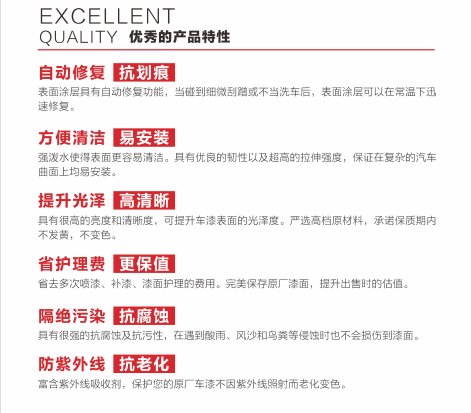 EXCELLENT
QUALITY 优秀的产品特性
自动修复 抗划痕
表面涂层具有自动修复功能，当碰到细微刮蹭或不当洗车后，表面涂层可以在常温下迅
速修复。
方便清洁 易安装
强泼水使得表面更容易清洁。具有优良的韧性以及超高的拉伸强度，保证在复杂的汽车
曲面上均易安装。
提升光泽 高清晰
具有很高的亮度和清晰度，可提升车漆表面的光泽度。严选高档原材料，承诺保质期内
不发黄，不变色。
省护理费 更保值
省去多次喷漆、补漆、漆面护理的费用。完美保存原厂漆面，提升出售时的估值。
隔绝污染 抗腐蚀
具有很强的抗腐蚀及抗污性，在遇到酸雨、风沙和鸟粪等侵蚀时也不会损伤到漆面。
防紫外线 抗老化
富含紫外线吸收剂，保护您的原厂车漆不因紫外线照射而老化变色。